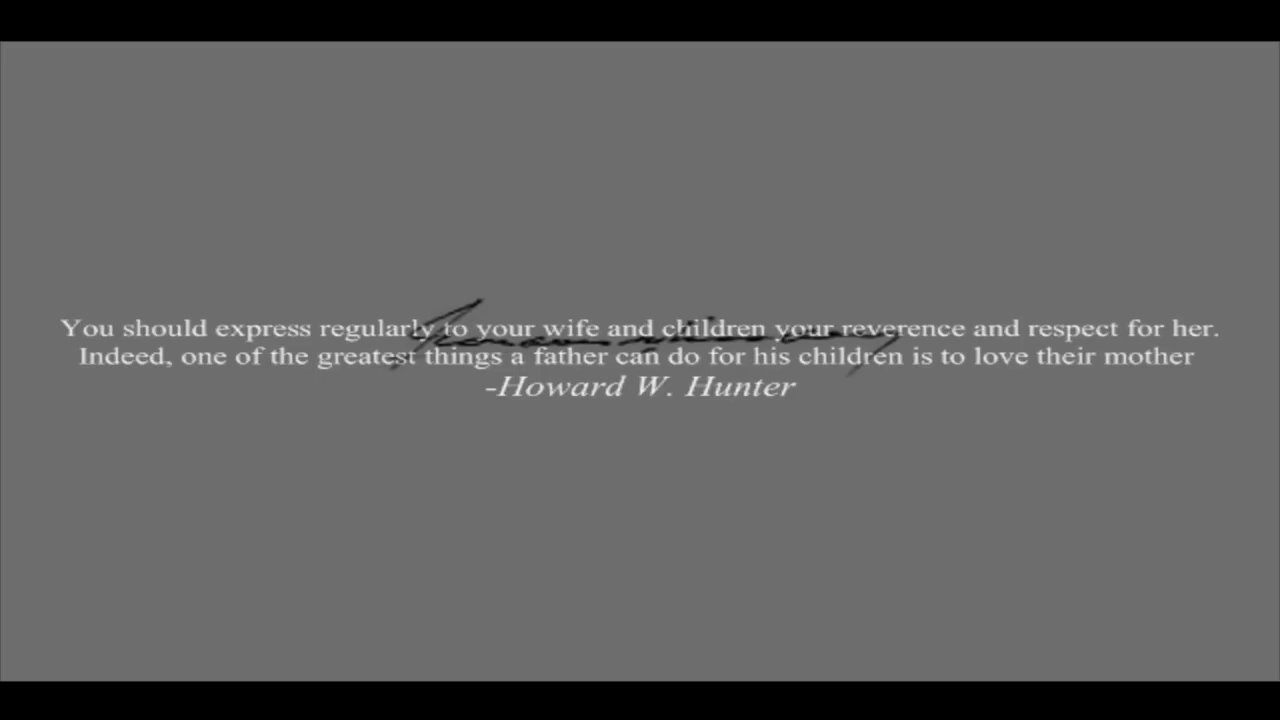 You should express regularly to your wife and children your reverence and respect for her.
Indeed, one of the greatest things a father can do for his children is to love their mother
-Howard W. Hunter